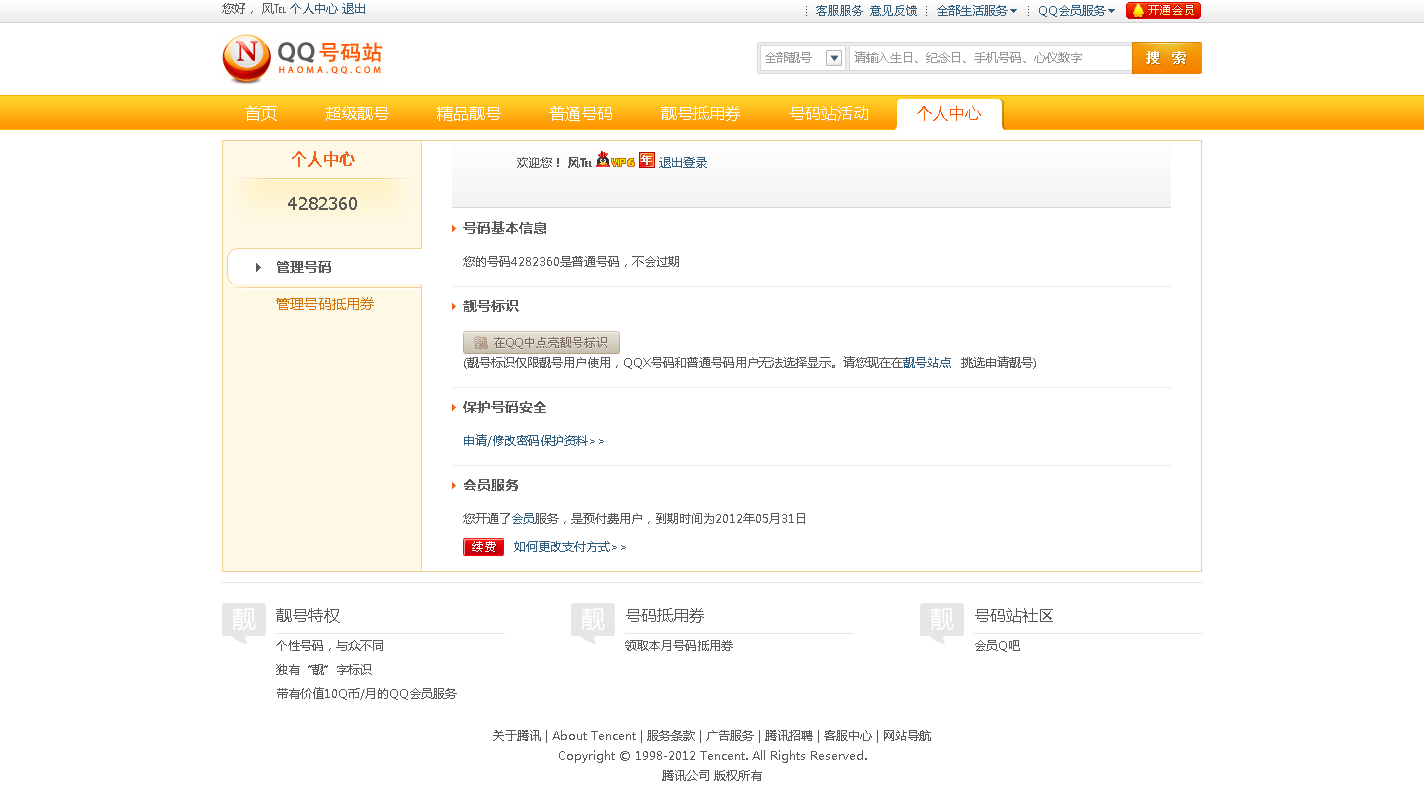 您好， 风℡ 个人中心 退出
客服服务 意见反馈 全部生活服务 QQ会员服务 开通会员
N QQ号码站
HAOMA.QQ.COM
全部靓号 请输入生日、纪念日、手机号码、心仪数字 搜 索
首页 超级靓号 精品靓号 普通号码 靓号抵用券 号码站活动 个人中心
个人中心
4282360
管理号码
管理号码抵用券
欢迎您！ 风℡ VIP6 年 退出登录
号码基本信息
您的号码4282360是普通号码，不会过期
靓号标识
靓 在QQ中点亮靓号标识
(靓号标识仅限靓号用户使用，QQX号码和普通号码用户无法选择显示。请您现在在靓号站点 挑选申请靓号)
保护号码安全
申请/修改密码保护资料>>
会员服务
您开通了会员服务，是预付费用户，到期时间为2012年05月31日
续费 如何更改支付方式>>
靓 靓号特权
个性号码，与众不同
独有“靓”字标识
带有价值10Q币/月的QQ会员服务
靓 号码抵用券
领取本月号码抵用券
靓 号码站社区
会员Q吧
关于腾讯 | About Tencent | 服务条款 | 广告服务 | 腾讯招聘 | 客服中心 | 网站导航
Copyright © 1998-2012 Tencent. All Rights Reserved.
腾讯公司 版权所有